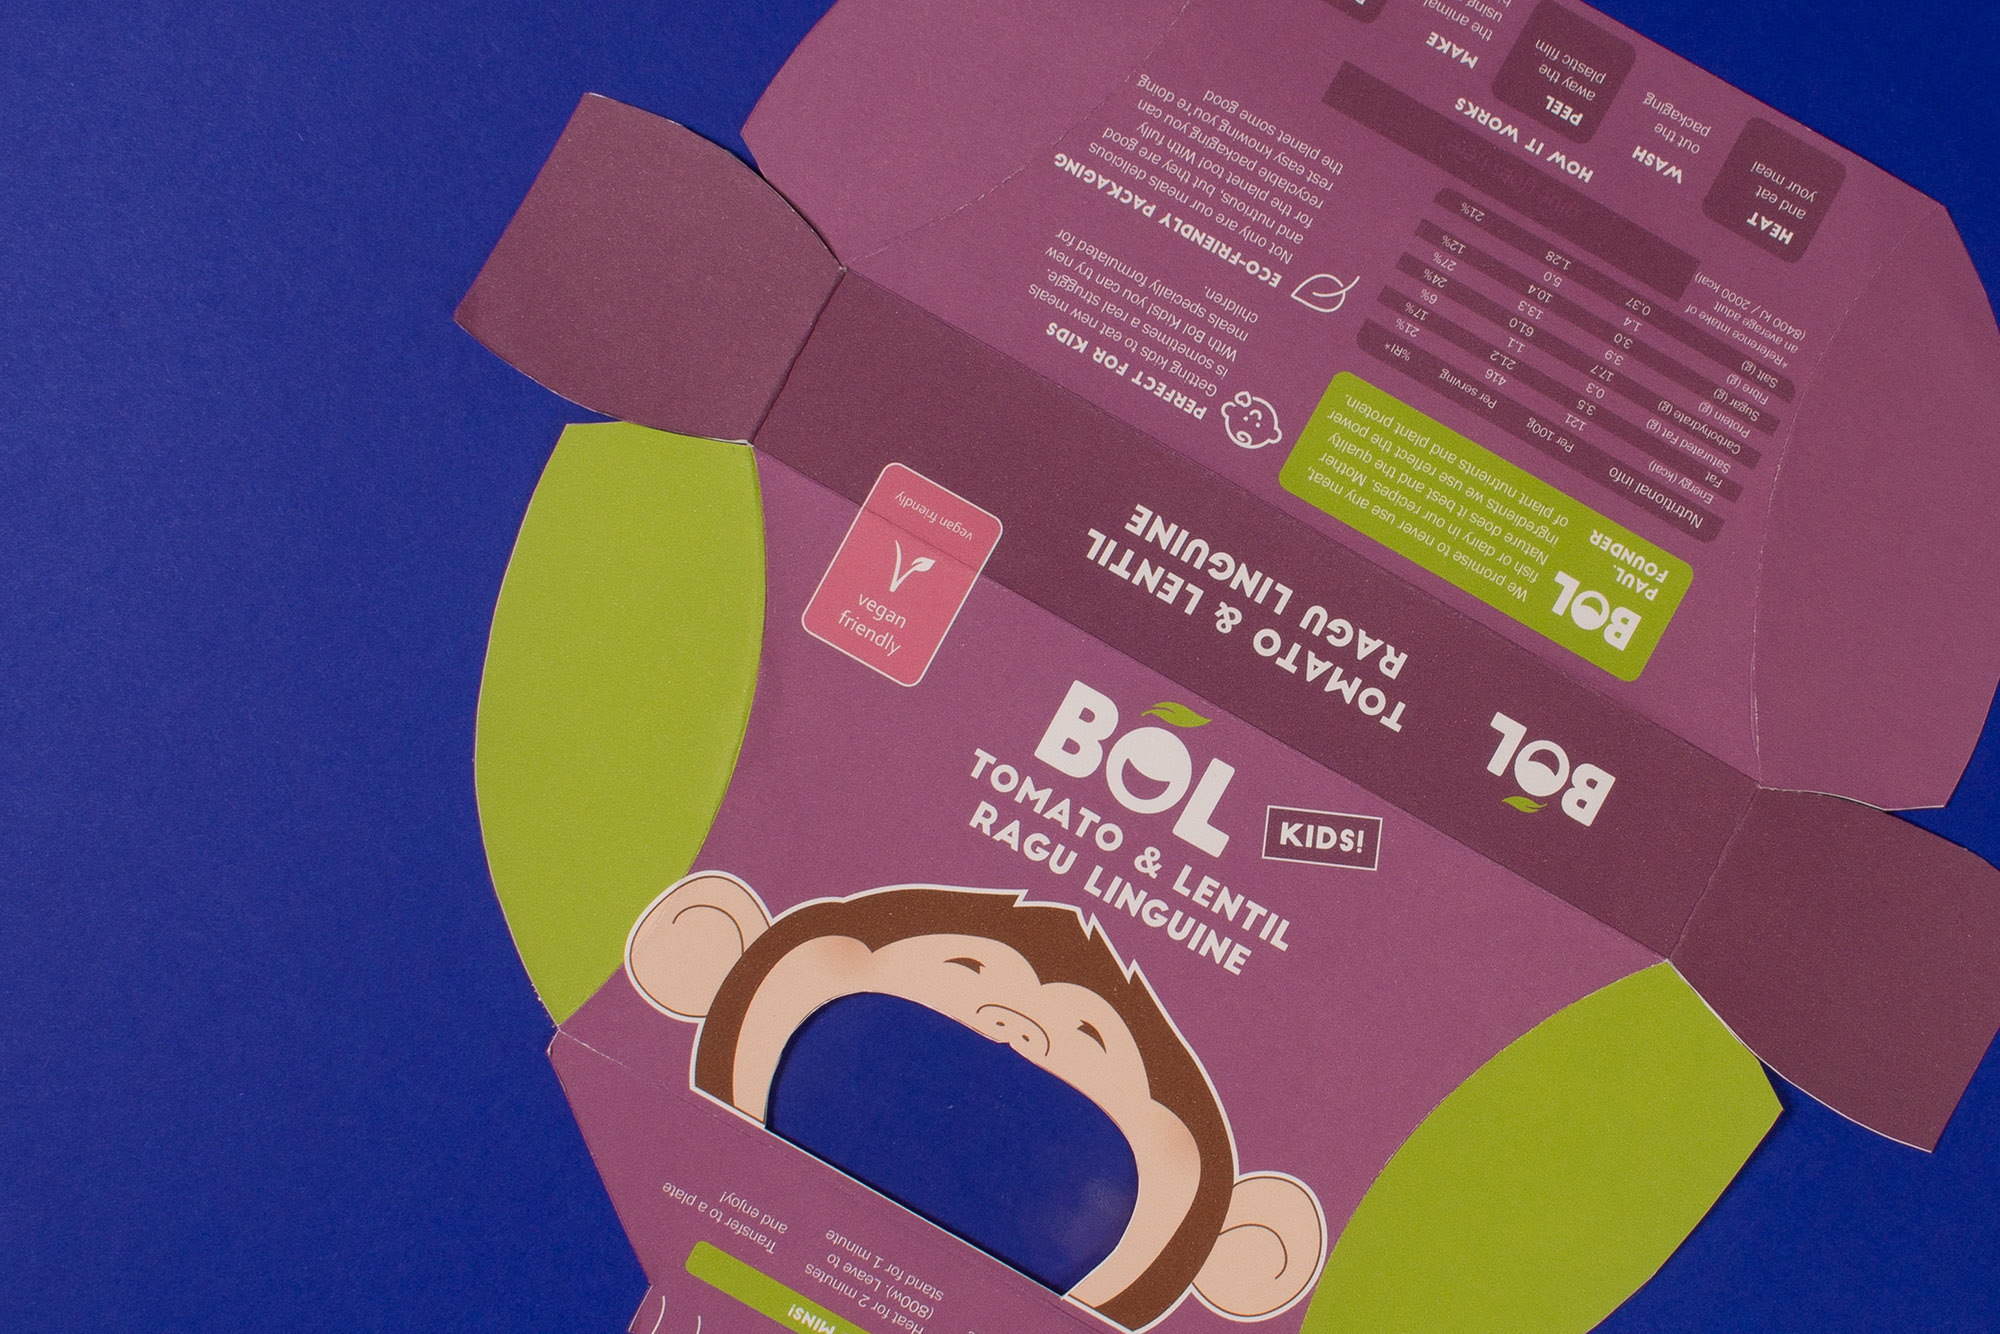 BOL
KIDS!
TOMATO & LENTIL
RAGU LINGUINE
vegan
friendly
vegan friendly
BOL
TOMATO & LENTIL
RAGU LINGUINE
BOL
PAUL,
FOUNDER
We promise to never use any meat,
fish or dairy in our recipes. Mother
Nature does it best and the quality
ingredients we use reflect the power
of plant nutrients and plant protein.
PERFECT FOR KIDS
Getting kids to eat new meals
is sometimes a real struggle.
With Bol Kids! you can try new
meals specially formulated for
children.
ECO-FRIENDLY PACKAGING
Not only are our meals delicious
and nutritious, but they are good
for the planet too! With fully
recyclable packaging you can
rest easy knowing you're doing
the planet some good
Nutritional Info Per 100g Per serving %RI*
Energy (kcal) 121 416 21%
Fat 3.5 21.2 17%
Saturated Fat (g) 0.3 1.1 6%
Carbohydrate (g) 17.7 61.0 24%
Protein (g) 3.9 13.3 27%
Sugar (g) 3.0 10.4 12%
Fibre (g) 1.4 5.0
Salt (g) 0.37 1.28 21%
*Reference intake of
an average adult
(8400 kJ / 2000 kcal)
HOW IT WORKS
HEAT
and eat
your meal
WASH
out the
packaging
PEEL
away the
plastic film
MAKE
the animal
using
MINS!
Heat for 2 minutes
(800w). Leave to
stand for 1 minute
Transfer to a plate
and enjoy!